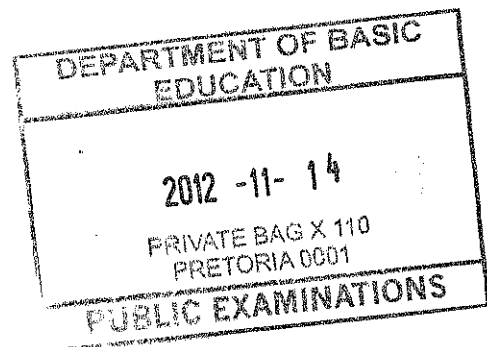 DEPARTMENT OF BASIC
EDUCATION
2012 -11- 14
PRIVATE BAG X 110
PRETORIA 0001
PUBLIC EXAMINATIONS